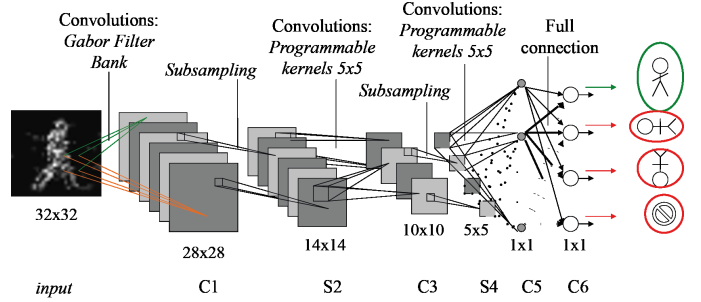 Convolutions:
Gabor Filter
Bank
Subsampling
Convolutions:
Programmable
kernels 5x5
Subsampling
Convolutions:
Programmable
kernels 5x5
Full
connection
32x32
28x28
14x14
10x10
5x5
1x1
1x1
input
C1
S2
C3
S4
C5
C6